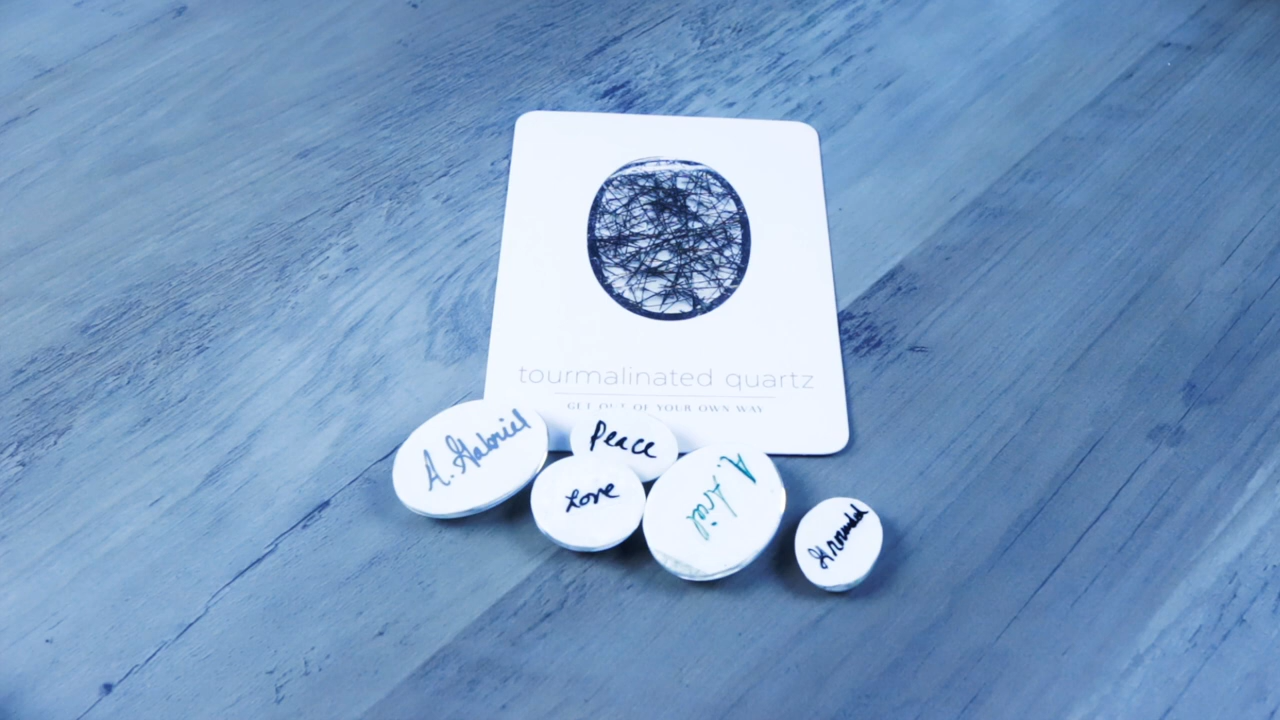 tourmalinated quartz
GET OUT OF YOUR OWN WAY
A. Gabriel
Peace
Love
A. Ariel
Grounded